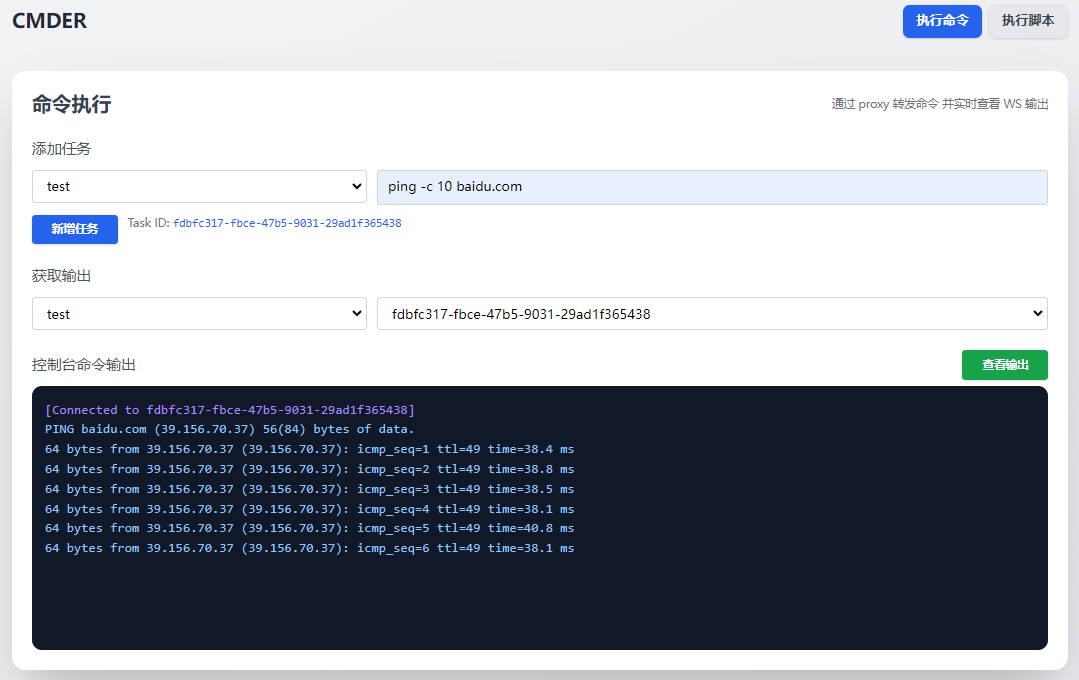 CMDER
执行命令
执行脚本
命令执行
通过 proxy 转发命令 并实时查看 WS 输出
添加任务
test
ping -c 10 baidu.com
新增任务
Task ID: fdbfc317-fbce-47b5-9031-29ad1f365438
获取输出
test
fdbfc317-fbce-47b5-9031-29ad1f365438
控制台命令输出
查看输出
[Connected to fdbfc317-fbce-47b5-9031-29ad1f365438]
PING baidu.com (39.156.70.37) 56(84) bytes of data.
64 bytes from 39.156.70.37 (39.156.70.37): icmp_seq=1 ttl=49 time=38.4 ms
64 bytes from 39.156.70.37 (39.156.70.37): icmp_seq=2 ttl=49 time=38.8 ms
64 bytes from 39.156.70.37 (39.156.70.37): icmp_seq=3 ttl=49 time=38.5 ms
64 bytes from 39.156.70.37 (39.156.70.37): icmp_seq=4 ttl=49 time=38.1 ms
64 bytes from 39.156.70.37 (39.156.70.37): icmp_seq=5 ttl=49 time=40.8 ms
64 bytes from 39.156.70.37 (39.156.70.37): icmp_seq=6 ttl=49 time=38.1 ms